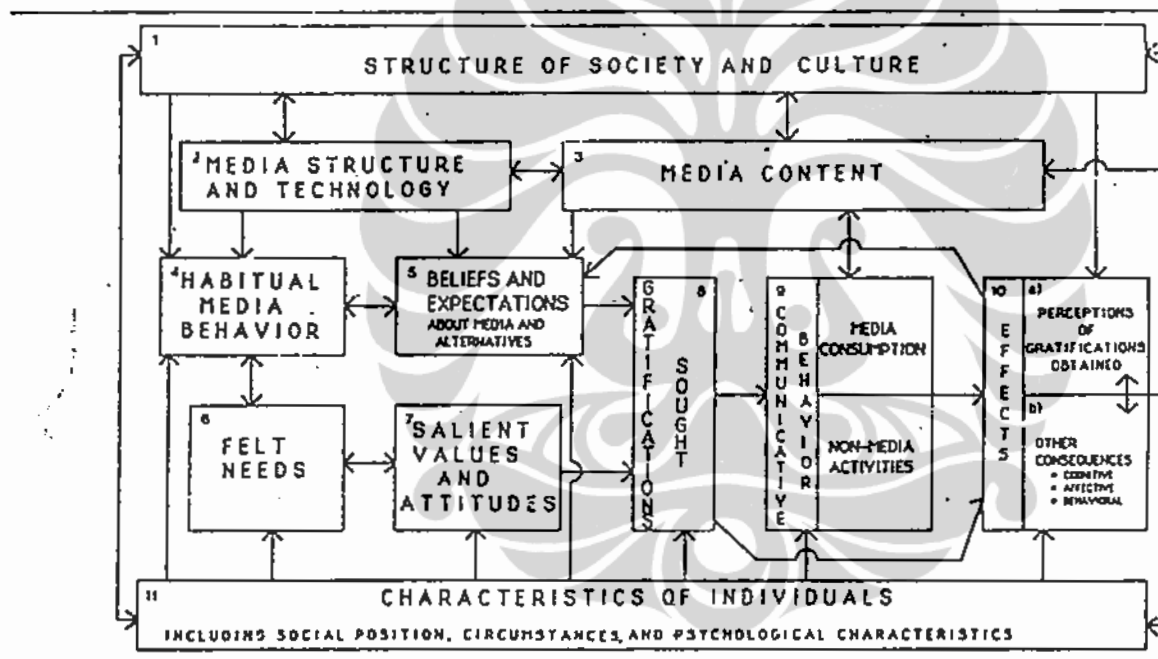 1
STRUCTURE OF SOCIETY AND CULTURE
2 MEDIA STRUCTURE
AND TECHNOLOGY
3
MEDIA CONTENT
4 HABITUAL
MEDIA
BEHAVIOR
5 BELIEFS AND
EXPECTATIONS
ABOUT MEDIA AND
ALTERNATIVES
6
FELT
NEEDS
7 SALIENT
VALUES
AND
ATTITUDES
8
GRATIFICATIONS
SOUGHT
9
COMMUNICATIVE
BEHAVIOR
MEDIA
CONSUMPTION
NON-MEDIA
ACTIVITIES
10
EFFECTS
a)
PERCEPTIONS
OF
GRATIFICATIONS
OBTAINED
b)
OTHER
CONSEQUENCES
• COGNITIVE
• AFFECTIVE
• BEHAVIORAL
11
CHARACTERISTICS OF INDIVIDUALS
INCLUDING SOCIAL POSITION, CIRCUMSTANCES, AND PSYCHOLOGICAL CHARACTERISTICS